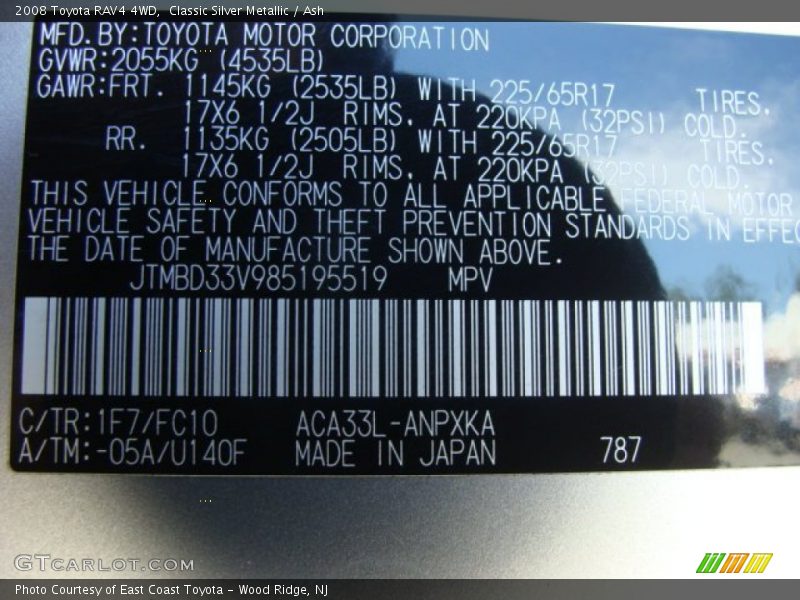 2008 Toyota RAV4 4WD,  Classic Silver Metallic / Ash
MFD.BY:TOYOTA MOTOR CORPORATION
GVWR:2055KG (4535LB)
GAWR:FRT. 1145KG (2535LB) WITH 225/65R17 TIRES,
17X6 1/2J RIMS, AT 220KPA (32PSI) COLD.
RR. 1135KG (2505LB) WITH 225/65R17 TIRES,
17X6 1/2J RIMS, AT 220KPA (32PSI) COLD.
THIS VEHICLE CONFORMS TO ALL APPLICABLE FEDERAL MOTOR
VEHICLE SAFETY AND THEFT PREVENTION STANDARDS IN EFFEC
THE DATE OF MANUFACTURE SHOWN ABOVE.
JTMBD33V985195519 MPV
C/TR:1F7/FC10 ACA33L-ANPXKA
A/TM:-05A/U140F MADE IN JAPAN 787
GTCARLOT.COM
Photo Courtesy of East Coast Toyota - Wood Ridge, NJ